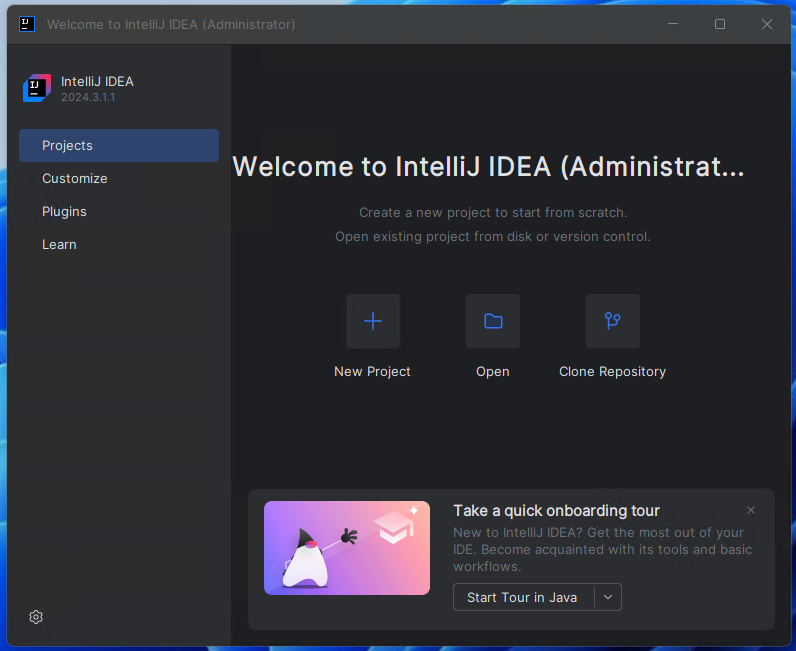 Welcome to IntelliJ IDEA (Administrator)
IntelliJ IDEA
2024.3.1.1
Projects
Customize
Plugins
Learn
Welcome to IntelliJ IDEA (Administrat...
Create a new project to start from scratch.
Open existing project from disk or version control.
New Project
Open
Clone Repository
Take a quick onboarding tour
New to IntelliJ IDEA? Get the most out of your
IDE. Become acquainted with its tools and basic
workflows.
Start Tour in Java